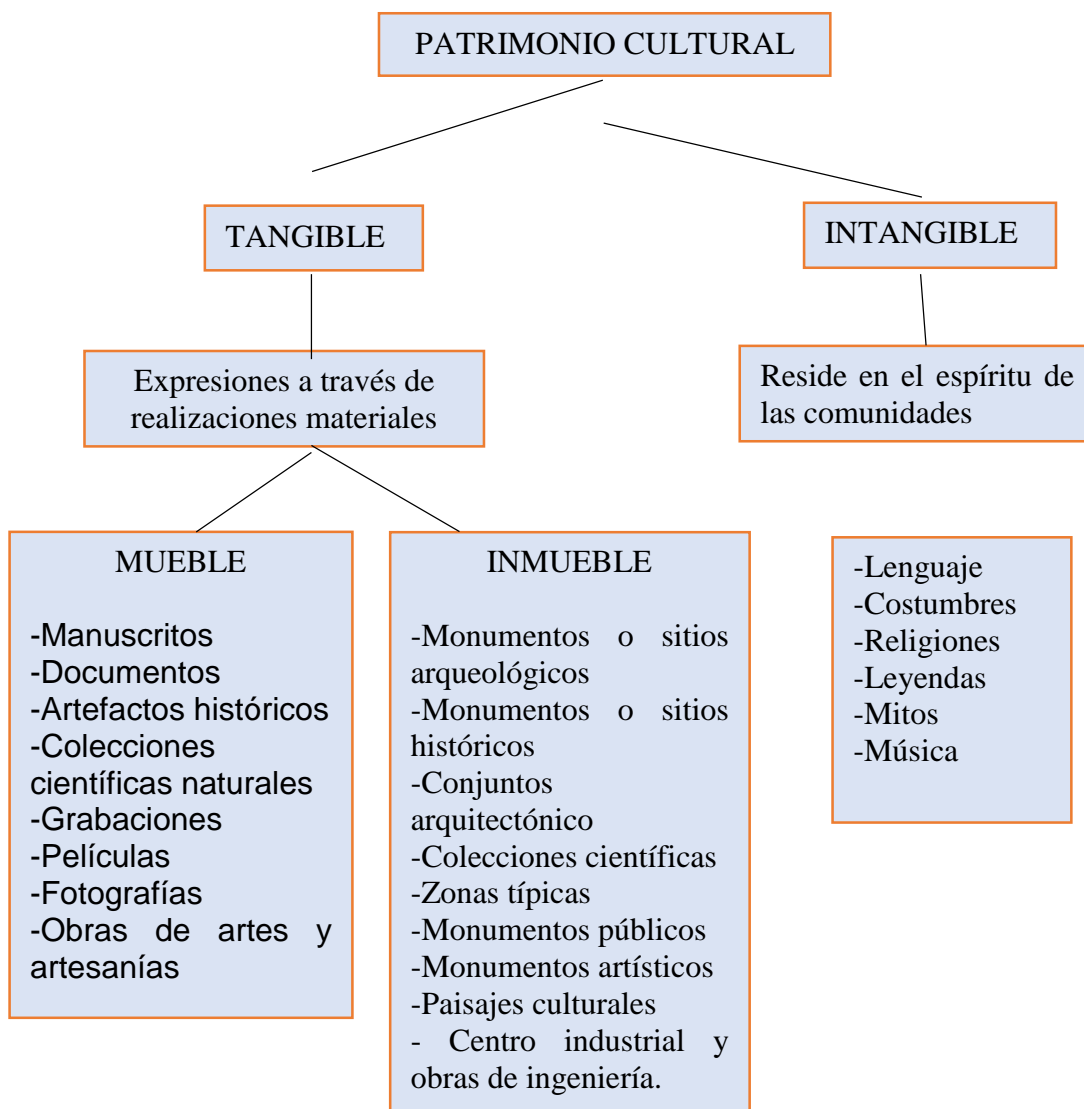 PATRIMONIO CULTURAL
TANGIBLE
INTANGIBLE
Expresiones a través de
realizaciones materiales
Reside en el espíritu de
las comunidades
MUEBLE
-Manuscritos
-Documentos
-Artefactos históricos
-Colecciones
científicas naturales
-Grabaciones
-Películas
-Fotografías
-Obras de artes y
artesanías
INMUEBLE
-Monumentos o sitios
arqueológicos
-Monumentos o sitios
históricos
-Conjuntos
arquitectónico
-Colecciones científicas
-Zonas típicas
-Monumentos públicos
-Monumentos artísticos
-Paisajes culturales
- Centro industrial y
obras de ingeniería.
-Lenguaje
-Costumbres
-Religiones
-Leyendas
-Mitos
-Música